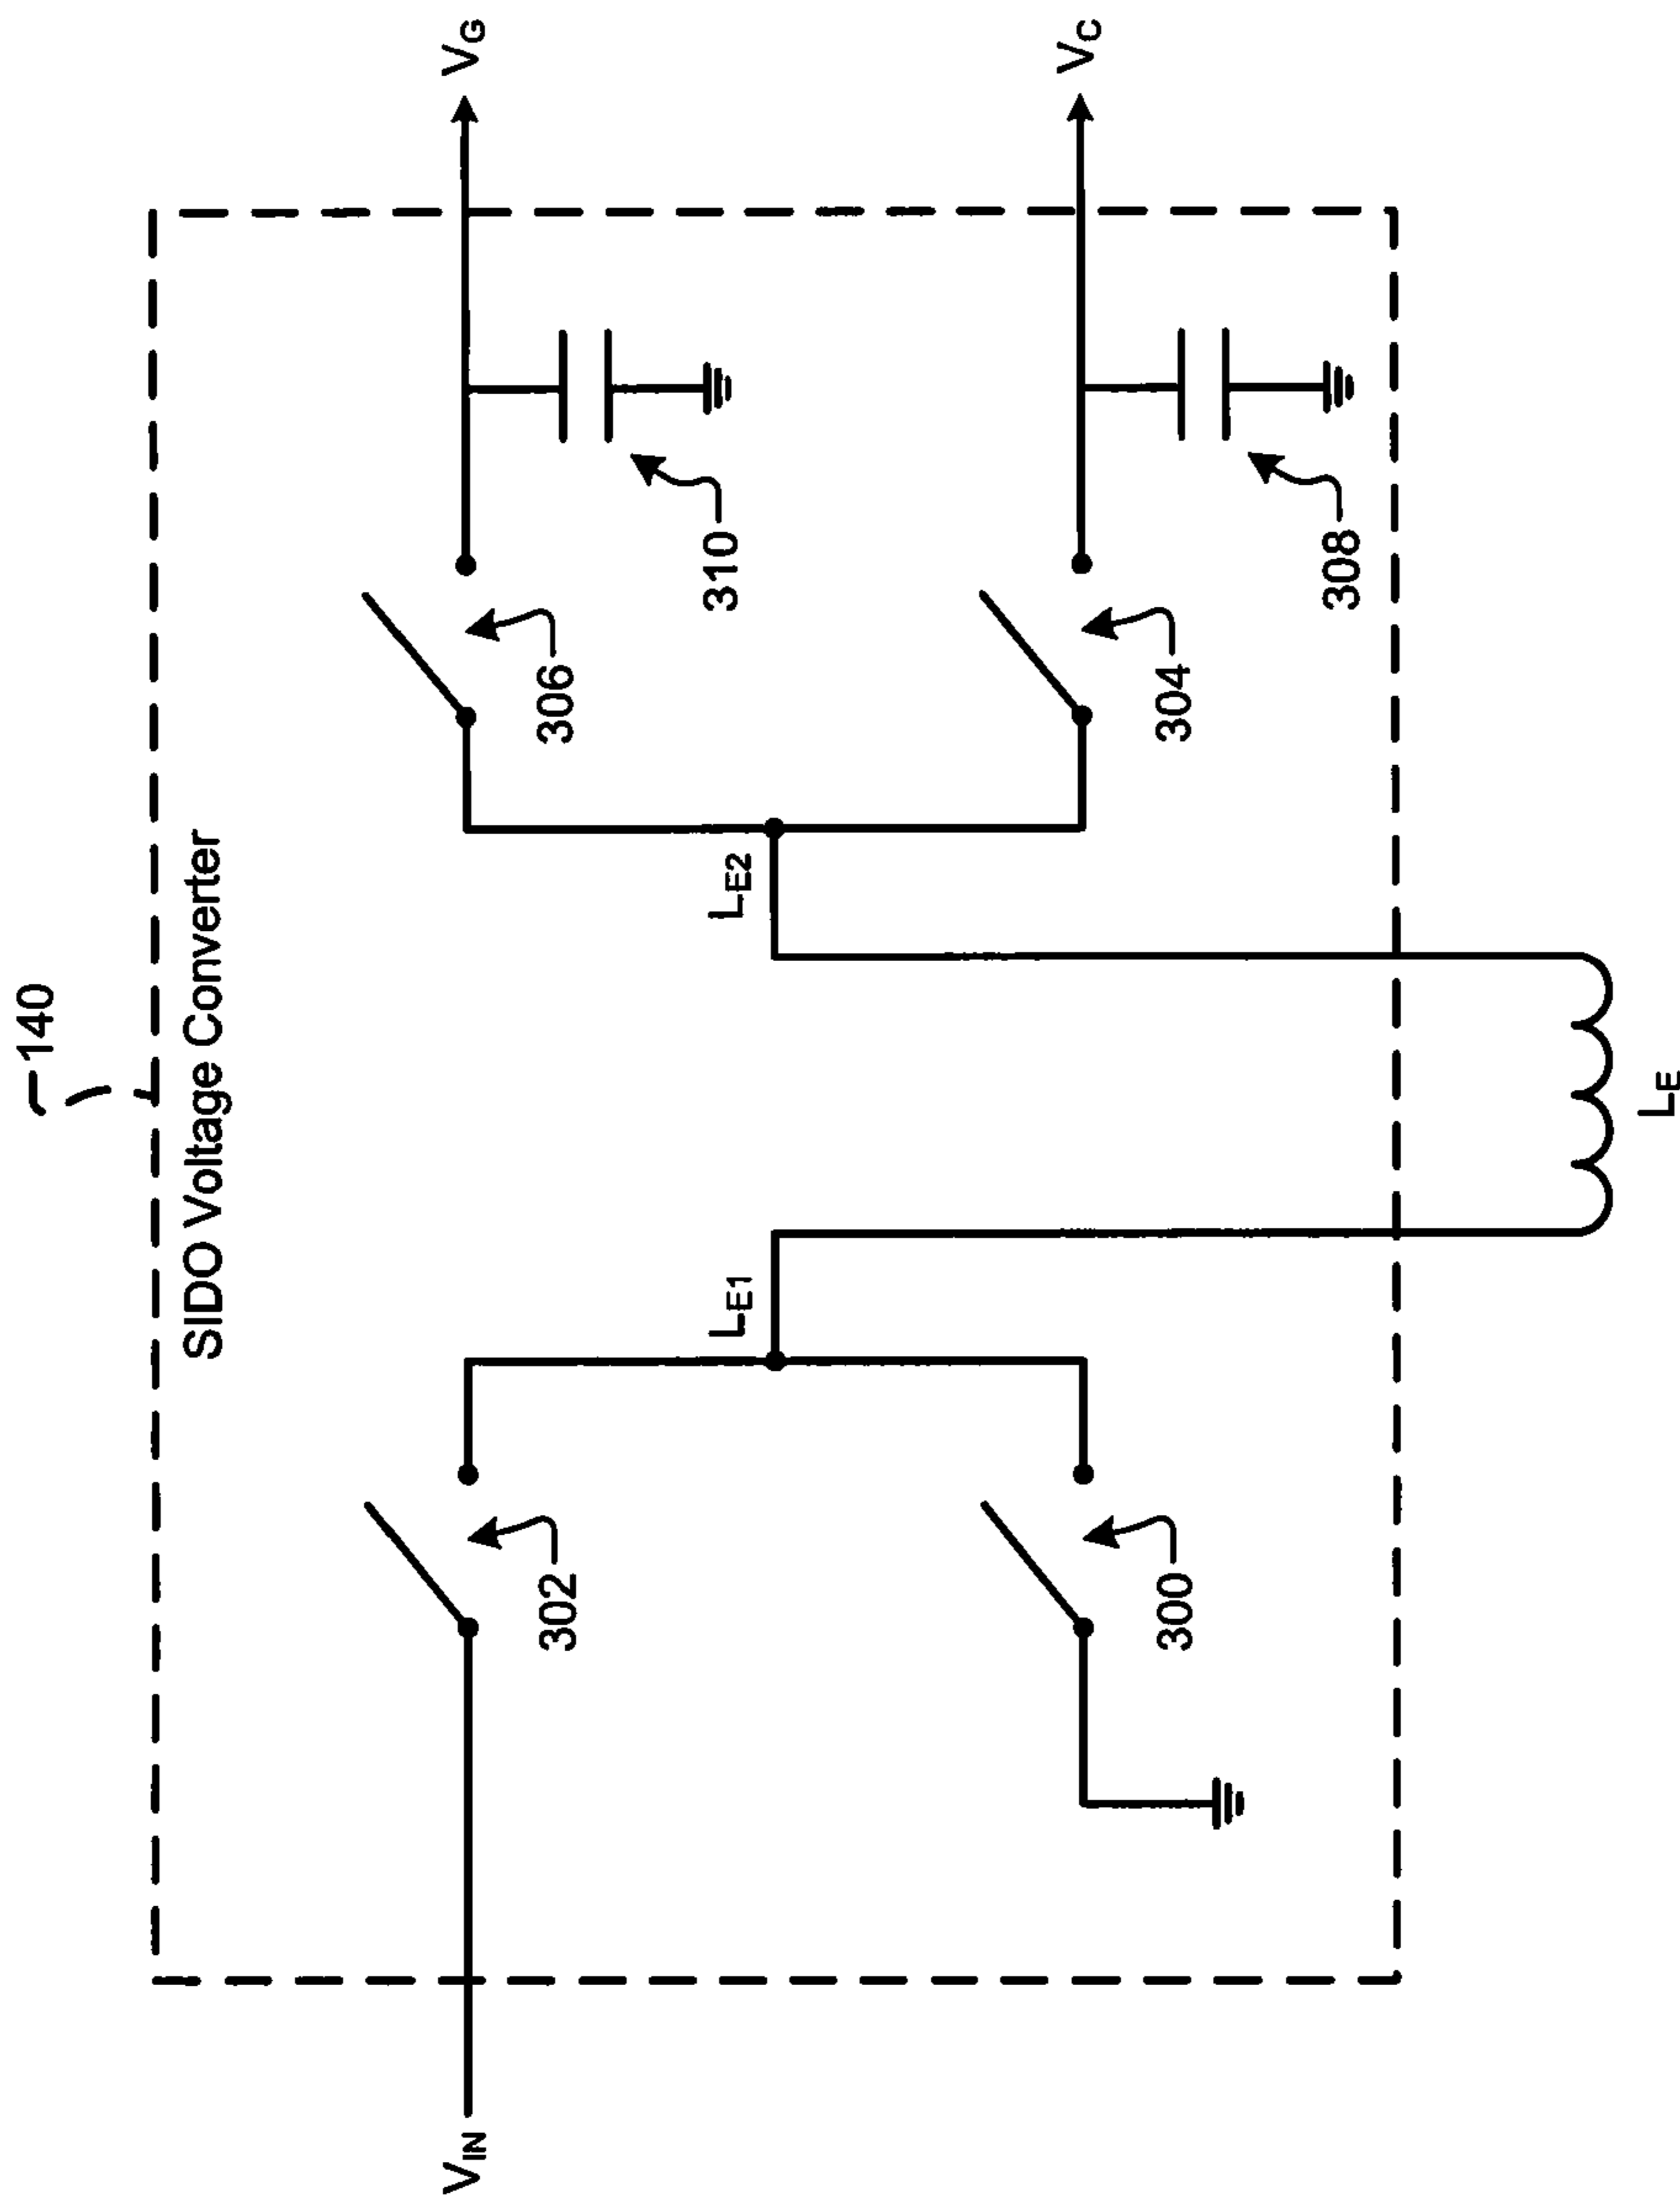 140
SIDO Voltage Converter
VIN
302
LE1
LE2
306
310
VG
300
304
308
VC
LE